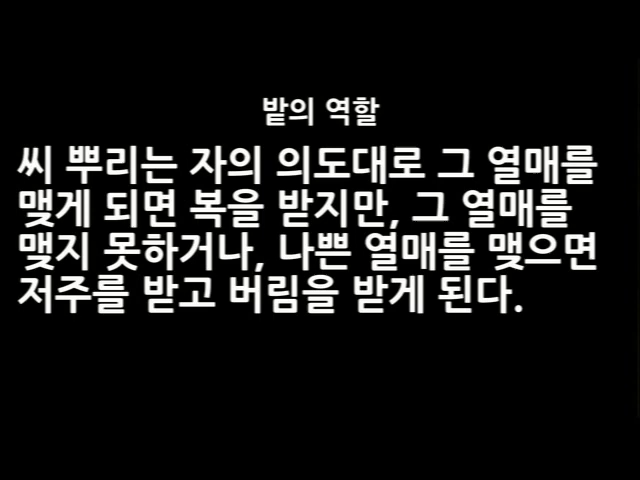 밭의 역할
씨 뿌리는 자의 의도대로 그 열매를
맺게 되면 복을 받지만, 그 열매를
맺지 못하거나, 나쁜 열매를 맺으면
저주를 받고 버림을 받게 된다.